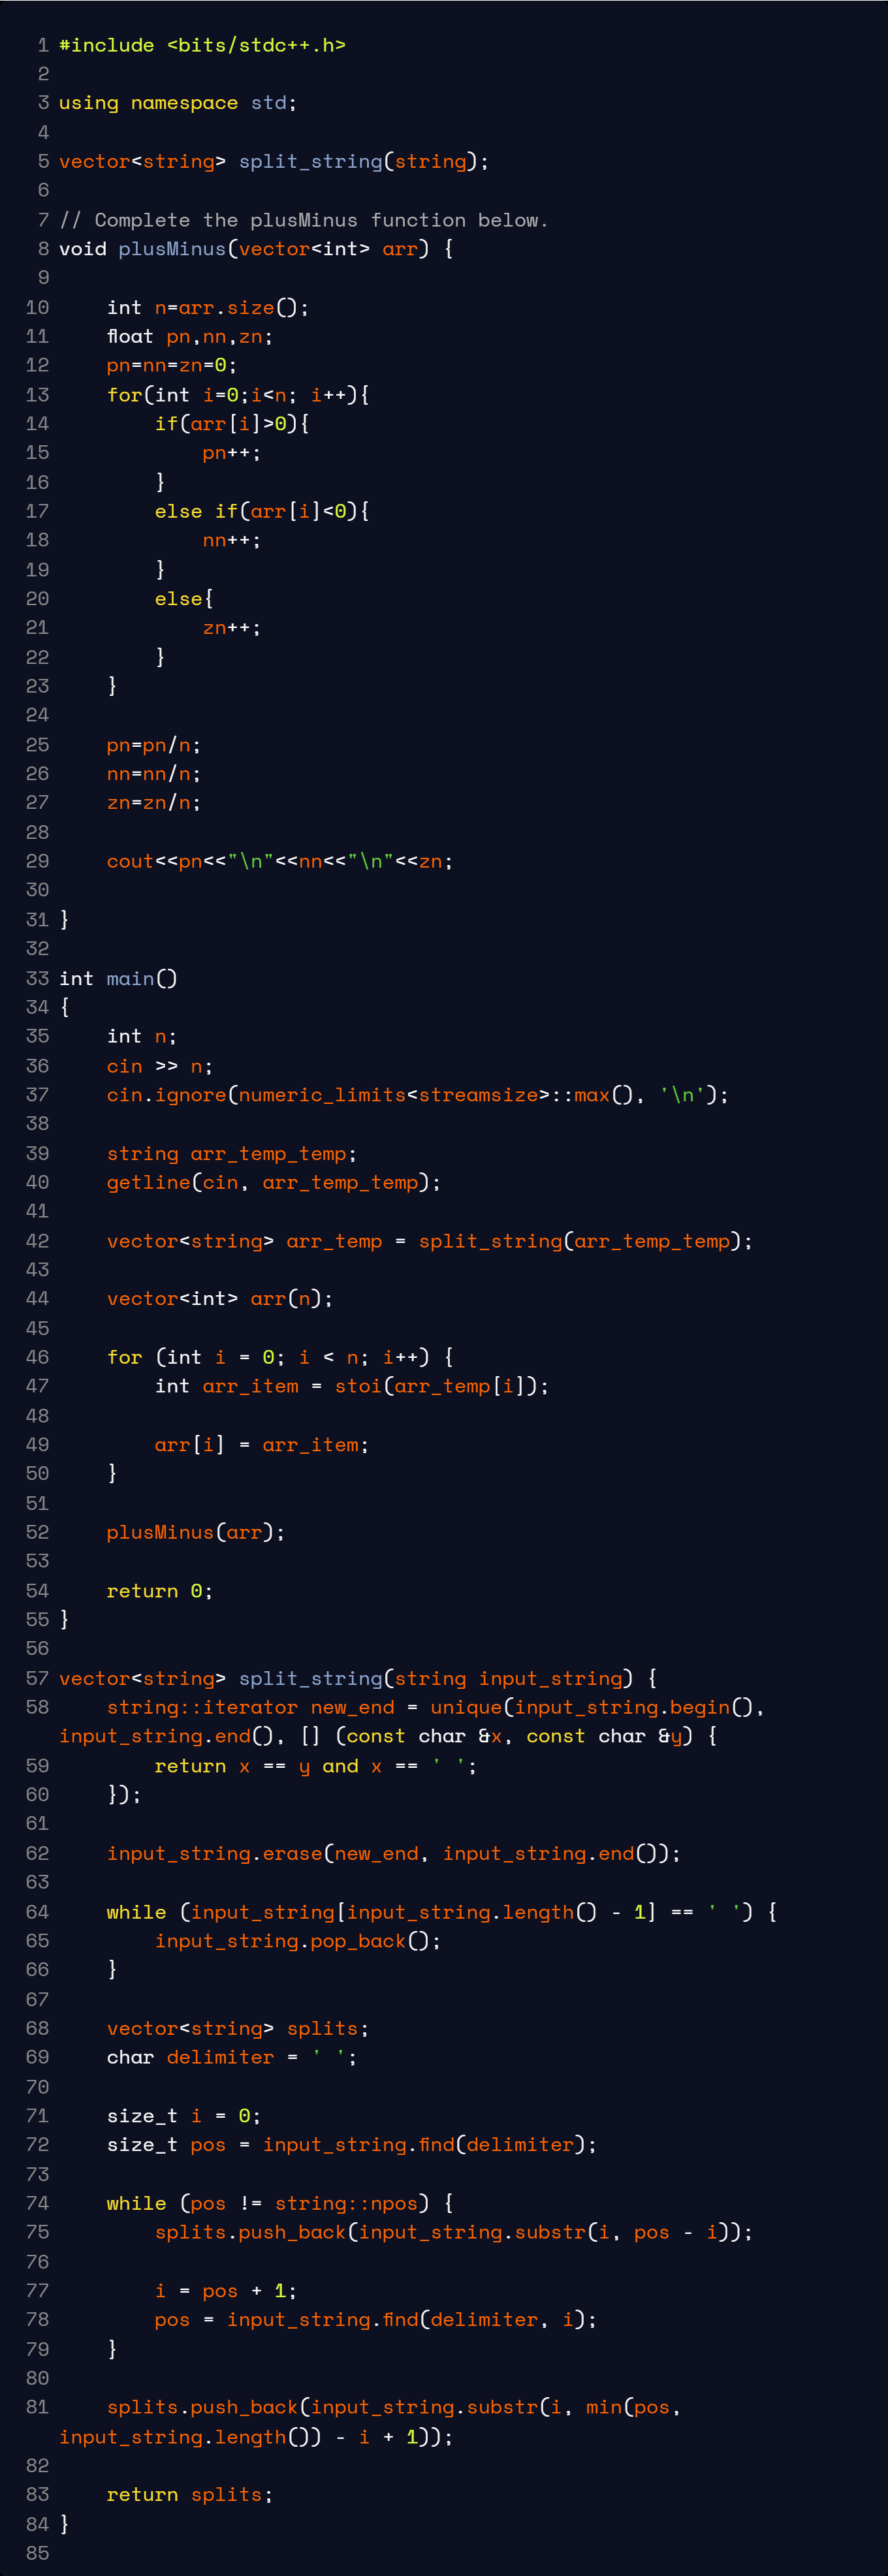 1 #include <bits/stdc++.h>
2
3 using namespace std;
4
5 vector<string> split_string(string);
6
7 // Complete the plusMinus function below.
8 void plusMinus(vector<int> arr) {
9
10     int n=arr.size();
11     float pn,nn,zn;
12     pn=nn=zn=0;
13     for(int i=0;i<n; i++){
14         if(arr[i]>0){
15             pn++;
16         }
17         else if(arr[i]<0){
18             nn++;
19         }
20         else{
21             zn++;
22         }
23     }
24
25     pn=pn/n;
26     nn=nn/n;
27     zn=zn/n;
28
29     cout<<pn<<"\n"<<nn<<"\n"<<zn;
30
31 }
32
33 int main()
34 {
35     int n;
36     cin >> n;
37     cin.ignore(numeric_limits<streamsize>::max(), '\n');
38
39     string arr_temp_temp;
40     getline(cin, arr_temp_temp);
41
42     vector<string> arr_temp = split_string(arr_temp_temp);
43
44     vector<int> arr(n);
45
46     for (int i = 0; i < n; i++) {
47         int arr_item = stoi(arr_temp[i]);
48
49         arr[i] = arr_item;
50     }
51
52     plusMinus(arr);
53
54     return 0;
55 }
56
57 vector<string> split_string(string input_string) {
58     string::iterator new_end = unique(input_string.begin(),
input_string.end(), [] (const char &x, const char &y) {
59         return x == y and x == ' ';
60     });
61
62     input_string.erase(new_end, input_string.end());
63
64     while (input_string[input_string.length() - 1] == ' ') {
65         input_string.pop_back();
66     }
67
68     vector<string> splits;
69     char delimiter = ' ';
70
71     size_t i = 0;
72     size_t pos = input_string.find(delimiter);
73
74     while (pos != string::npos) {
75         splits.push_back(input_string.substr(i, pos - i));
76
77         i = pos + 1;
78         pos = input_string.find(delimiter, i);
79     }
80
81     splits.push_back(input_string.substr(i, min(pos,
input_string.length()) - i + 1));
82
83     return splits;
84 }
85